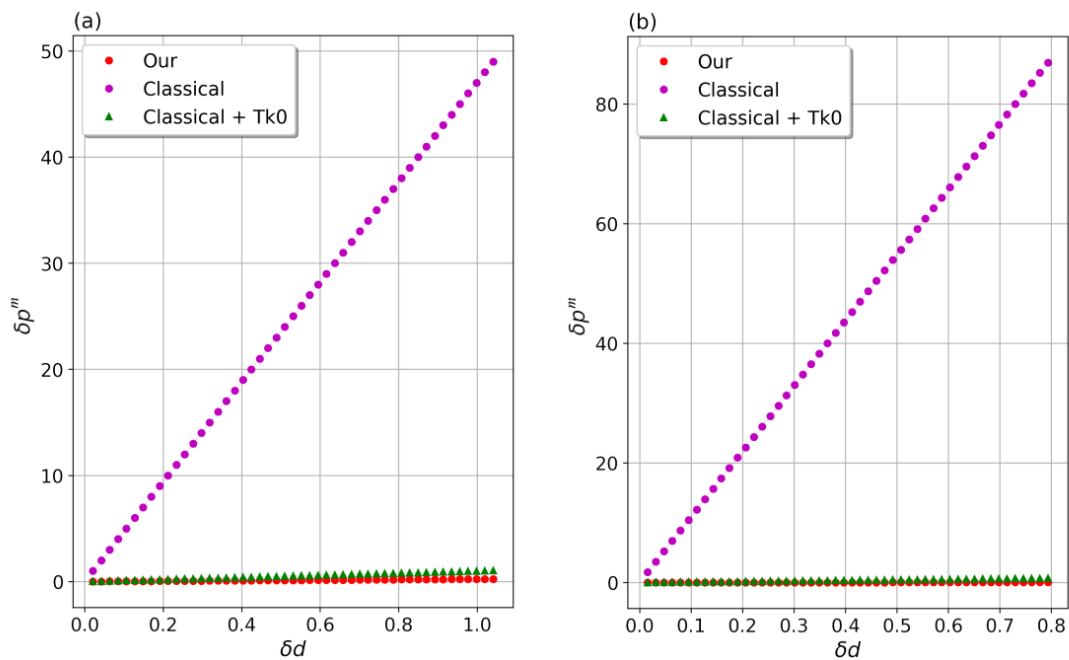 (a)
Our
Classical
Classical + Tk0
50
40
30
20
10
0
δp^m
0.0 0.2 0.4 0.6 0.8 1.0
δd
(b)
Our
Classical
Classical + Tk0
80
60
40
20
0
δp^m
0.0 0.1 0.2 0.3 0.4 0.5 0.6 0.7 0.8
δd